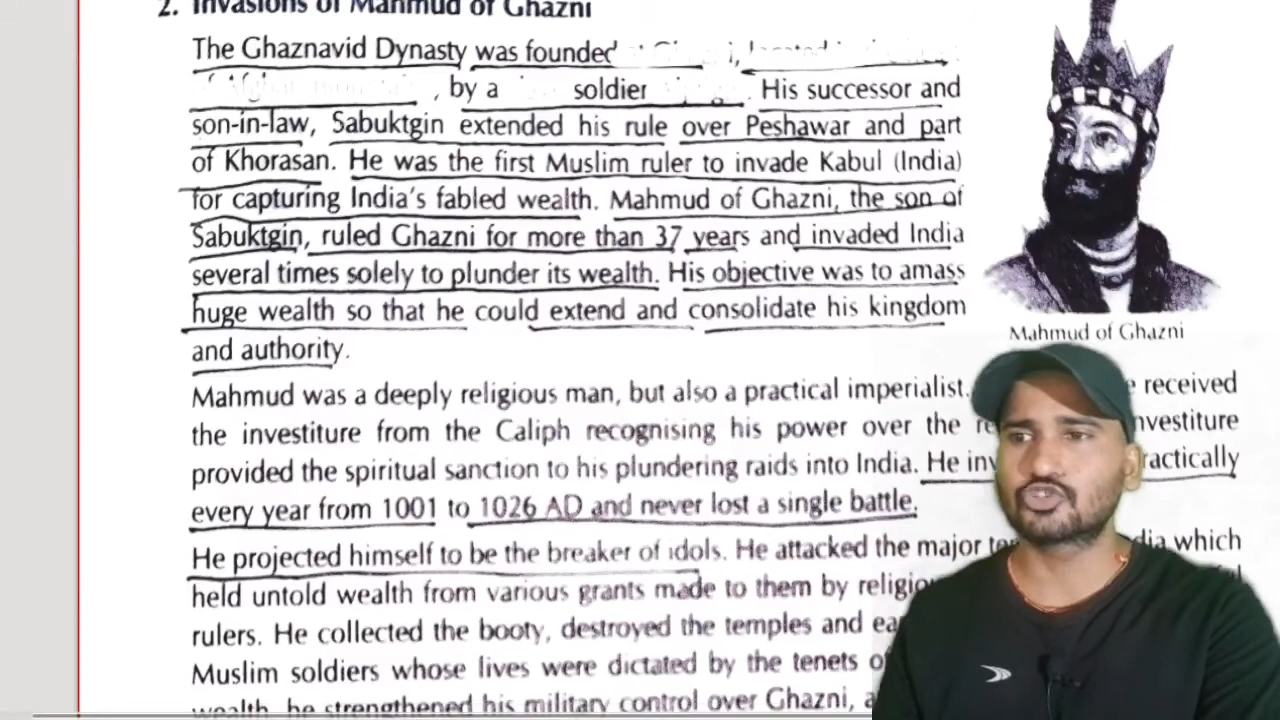 2. Invasions of Mahmud of Ghazni
The Ghaznavid Dynasty was founded
, by a soldier His successor and
son-in-law, Sabuktgin extended his rule over Peshawar and part
of Khorasan. He was the first Muslim ruler to invade Kabul (India)
for capturing India's fabled wealth. Mahmud of Ghazni, the son of
Sabuktgin, ruled Ghazni for more than 37 years and invaded India
several times solely to plunder its wealth. His objective was to amass
huge wealth so that he could extend and consolidate his kingdom
and authority.
Mahmud of Ghazni
Mahmud was a deeply religious man, but also a practical imperialist. received
the investiture from the Caliph recognising his power over the
provided the spiritual sanction to his plundering raids into India. He
every year from 1001 to 1026 AD and never lost a single battle.
He projected himself to be the breaker of idols. He attacked the major which
held untold wealth from various grants made to them by
rulers. He collected the booty, destroyed the temples and
Muslim soldiers whose lives were dictated by the tenets
wealth, he strengthened his military control over Ghazni,